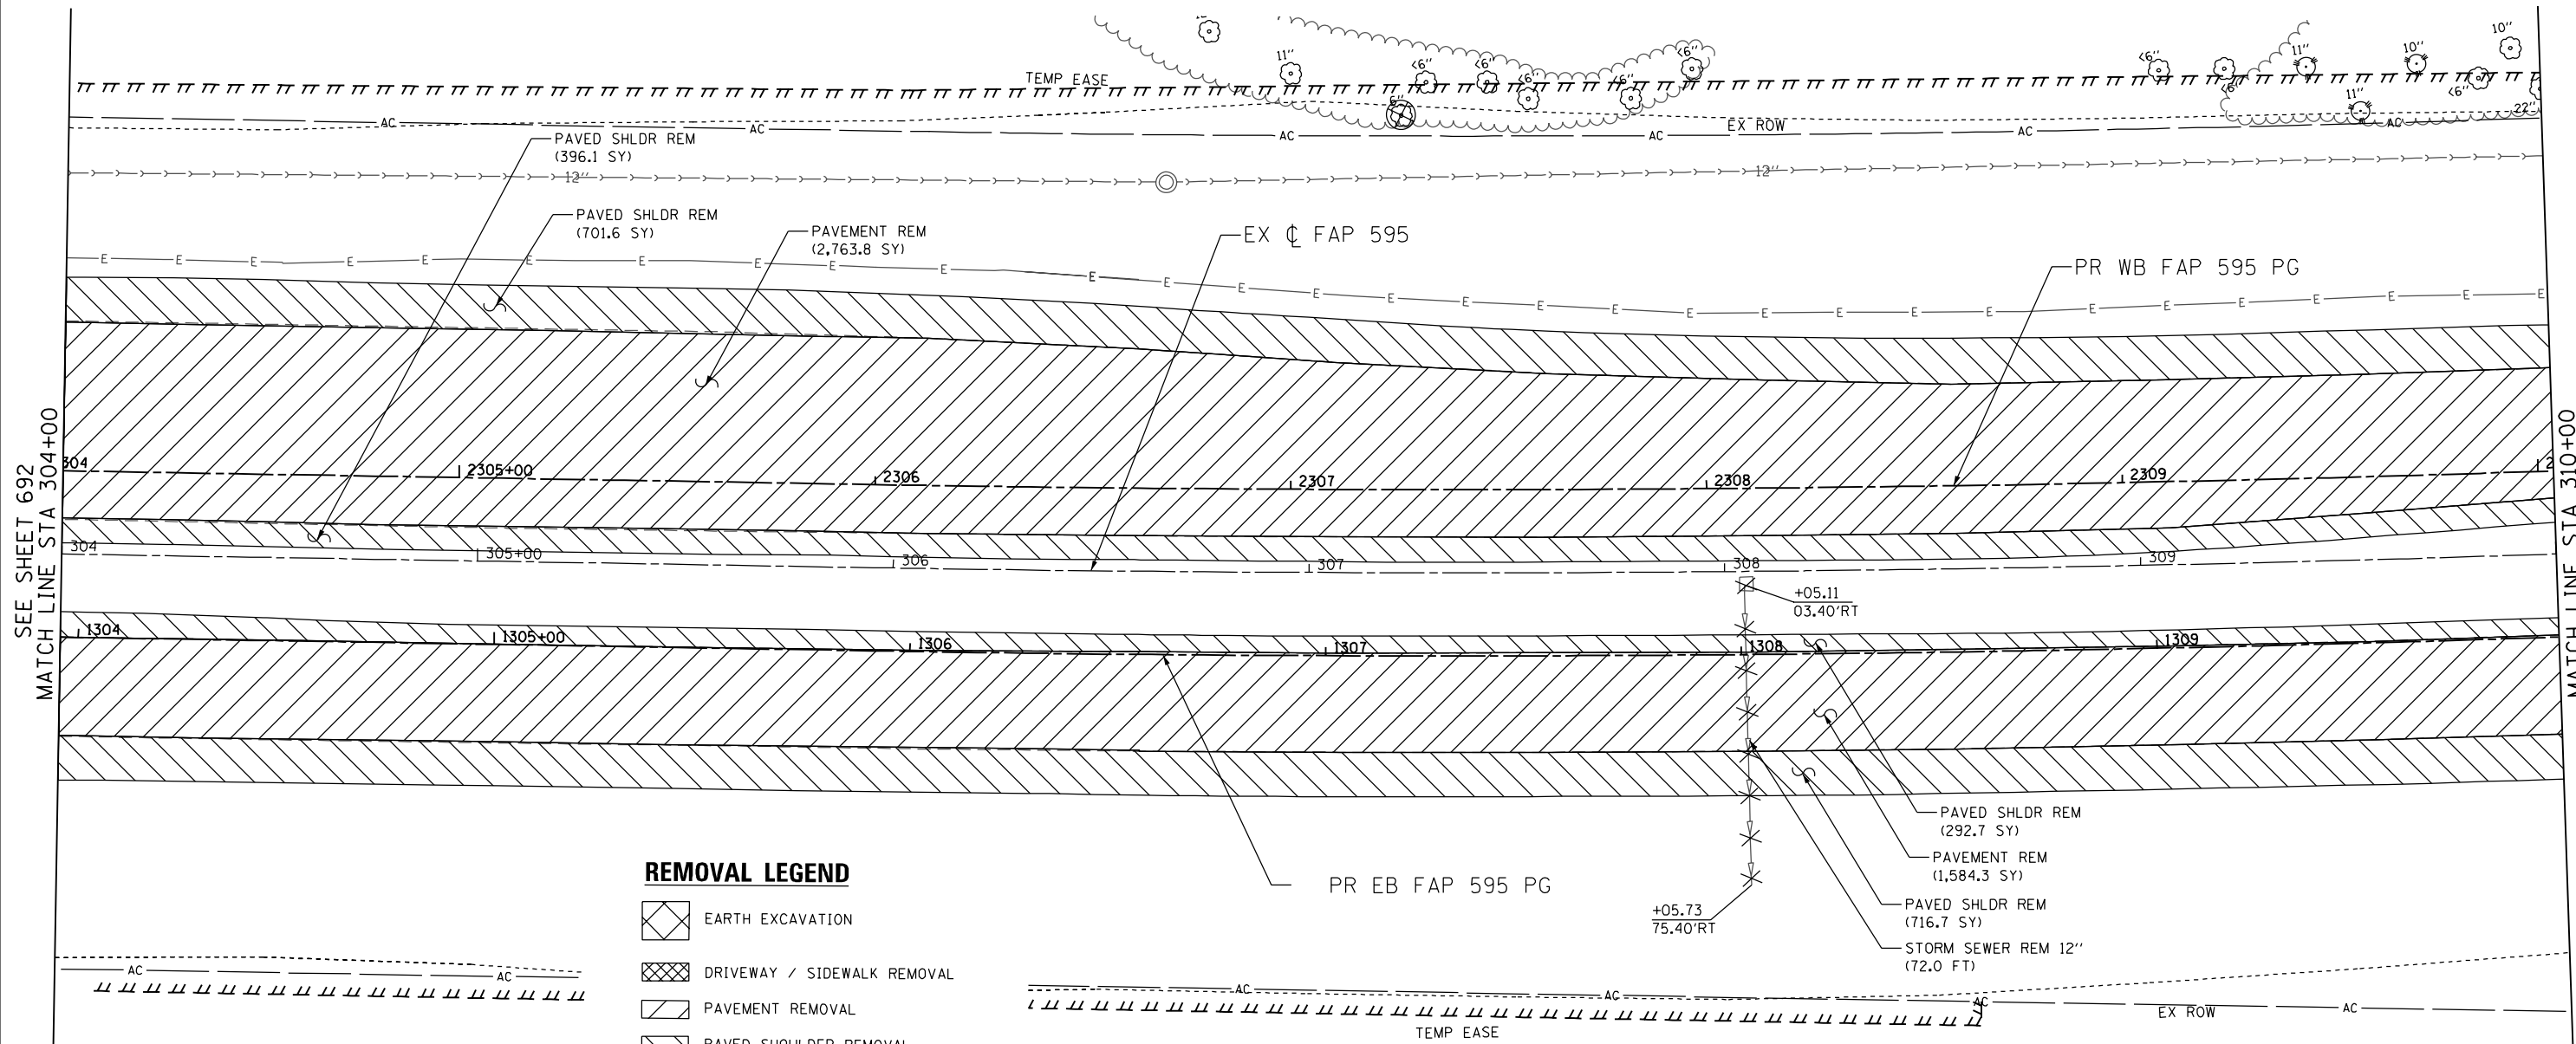 10"
11"
<6"
<6"
<6"
<6"
<6"
6"
<6"
<6"
11"
10"
<6"
11"
22"
TEMP EASE
AC
AC
AC
AC
EX ROW
AC
AC
PAVED SHLDR REM
(396.1 SY)
12"
12"
PAVED SHLDR REM
(701.6 SY)
PAVEMENT REM
(2,763.8 SY)
EX ℄ FAP 595
PR WB FAP 595 PG
E E E E E E E E E E E E E E E E E E E E E E E E E E E E E E
SEE SHEET 692
MATCH LINE STA 304+00
MATCH LINE STA 310+00
304
2305+00
2306
2307
2308
2309
2
304
305+00
306
307
308
309
+05.11
03.40'RT
1304
1305+00
1306
1307
1308
1309
PAVED SHLDR REM
(292.7 SY)
PAVEMENT REM
(1,584.3 SY)
PAVED SHLDR REM
(716.7 SY)
STORM SEWER REM 12"
(72.0 FT)
+05.73
75.40'RT
PR EB FAP 595 PG
REMOVAL LEGEND
EARTH EXCAVATION
DRIVEWAY / SIDEWALK REMOVAL
PAVEMENT REMOVAL
PAVED SHOULDER REMOVAL
AC
AC
AC
AC
AC
EX ROW
AC
TEMP EASE